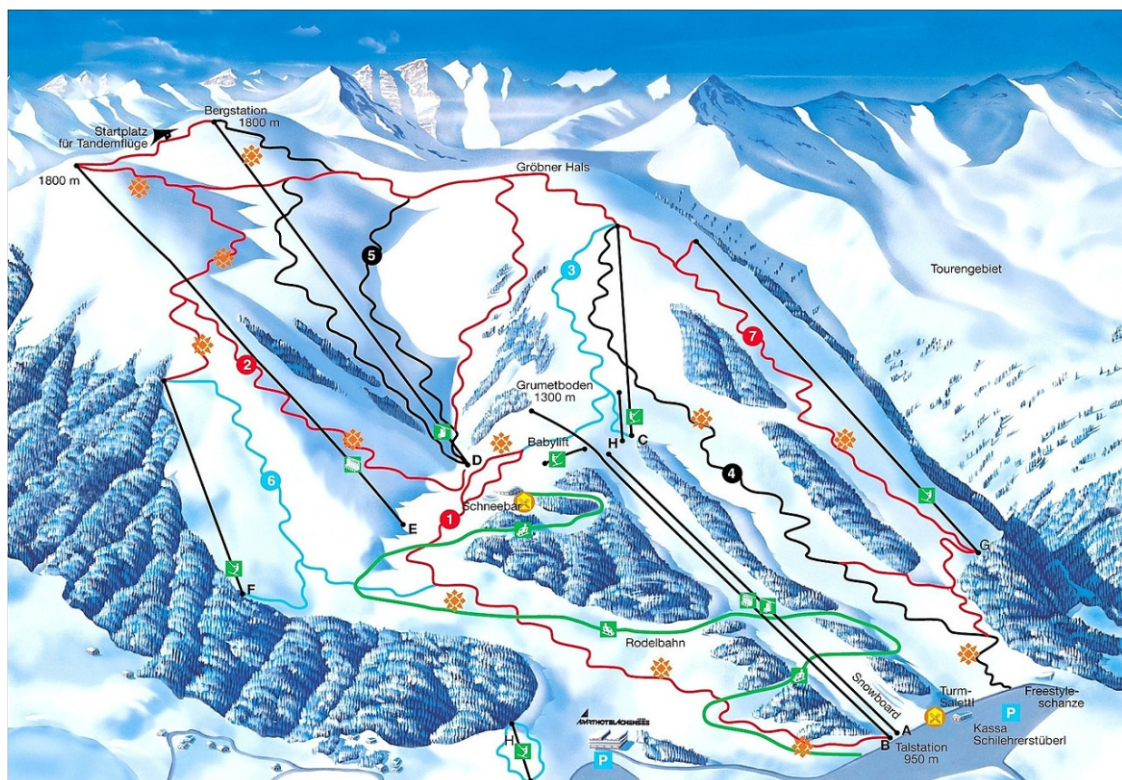 Bergstation
1800 m
Startplatz
für Tandemflüge
1800 m
Gröbner Hals
Tourengebiet
5
3
7
2
Grumetboden
1300 m
H
C
Babylift
D
4
6
Schneebar
1
E
G
F
Rodelbahn
Snowboard
Turm-
Salettl
Freestyle-
schanze
P
Kassa
Schilehrerstüberl
A
B
Talstation
950 m
H
P